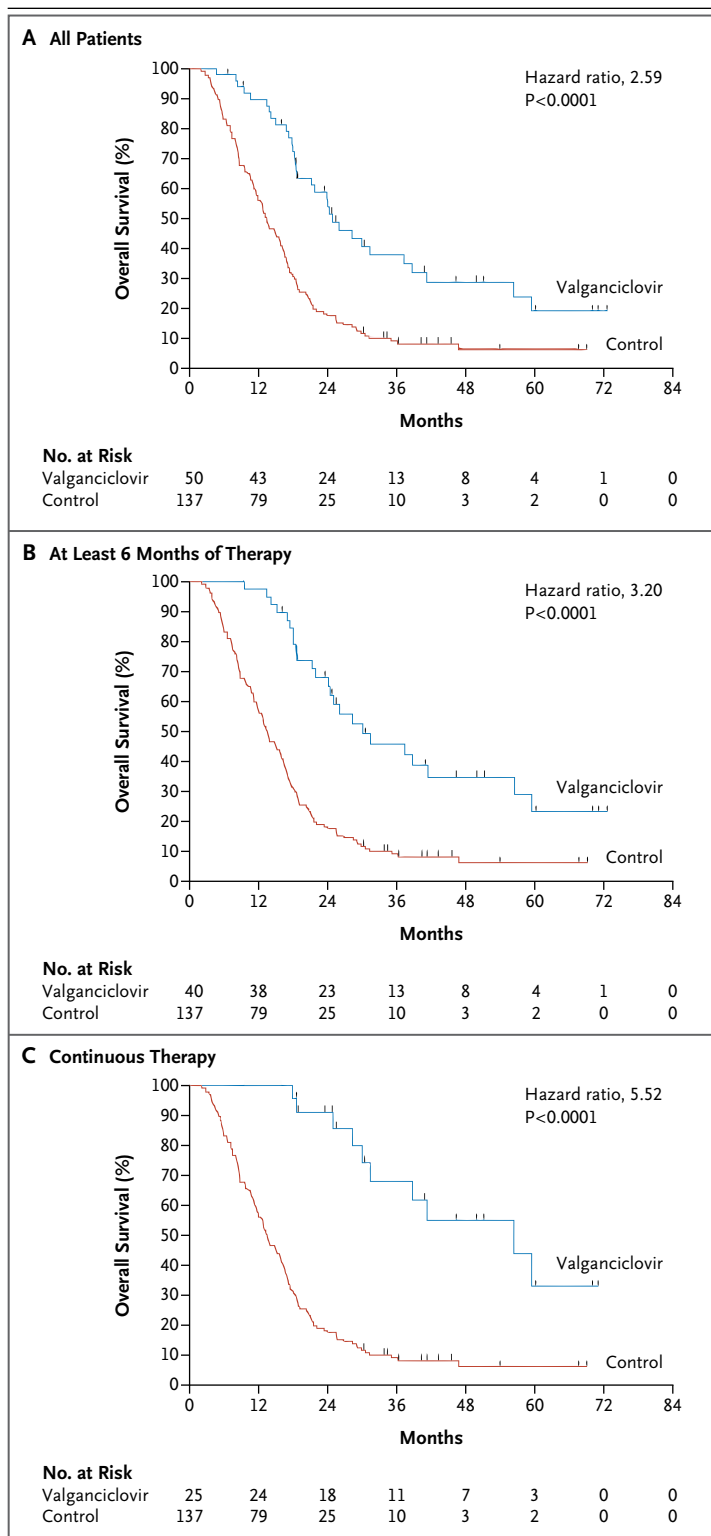 A All Patients
100
90
80
70
60
50
40
30
20
10
0
Overall Survival (%)
Hazard ratio, 2.59
P<0.0001
Valganciclovir
Control
0 12 24 36 48 60 72 84
Months
No. at Risk
Valganciclovir 50 43 24 13 8 4 1 0
Control 137 79 25 10 3 2 0 0
B At Least 6 Months of Therapy
100
90
80
70
60
50
40
30
20
10
0
Overall Survival (%)
Hazard ratio, 3.20
P<0.0001
Valganciclovir
Control
0 12 24 36 48 60 72 84
Months
No. at Risk
Valganciclovir 40 38 23 13 8 4 1 0
Control 137 79 25 10 3 2 0 0
C Continuous Therapy
100
90
80
70
60
50
40
30
20
10
0
Overall Survival (%)
Hazard ratio, 5.52
P<0.0001
Valganciclovir
Control
0 12 24 36 48 60 72 84
Months
No. at Risk
Valganciclovir 25 24 18 11 7 3 0 0
Control 137 79 25 10 3 2 0 0